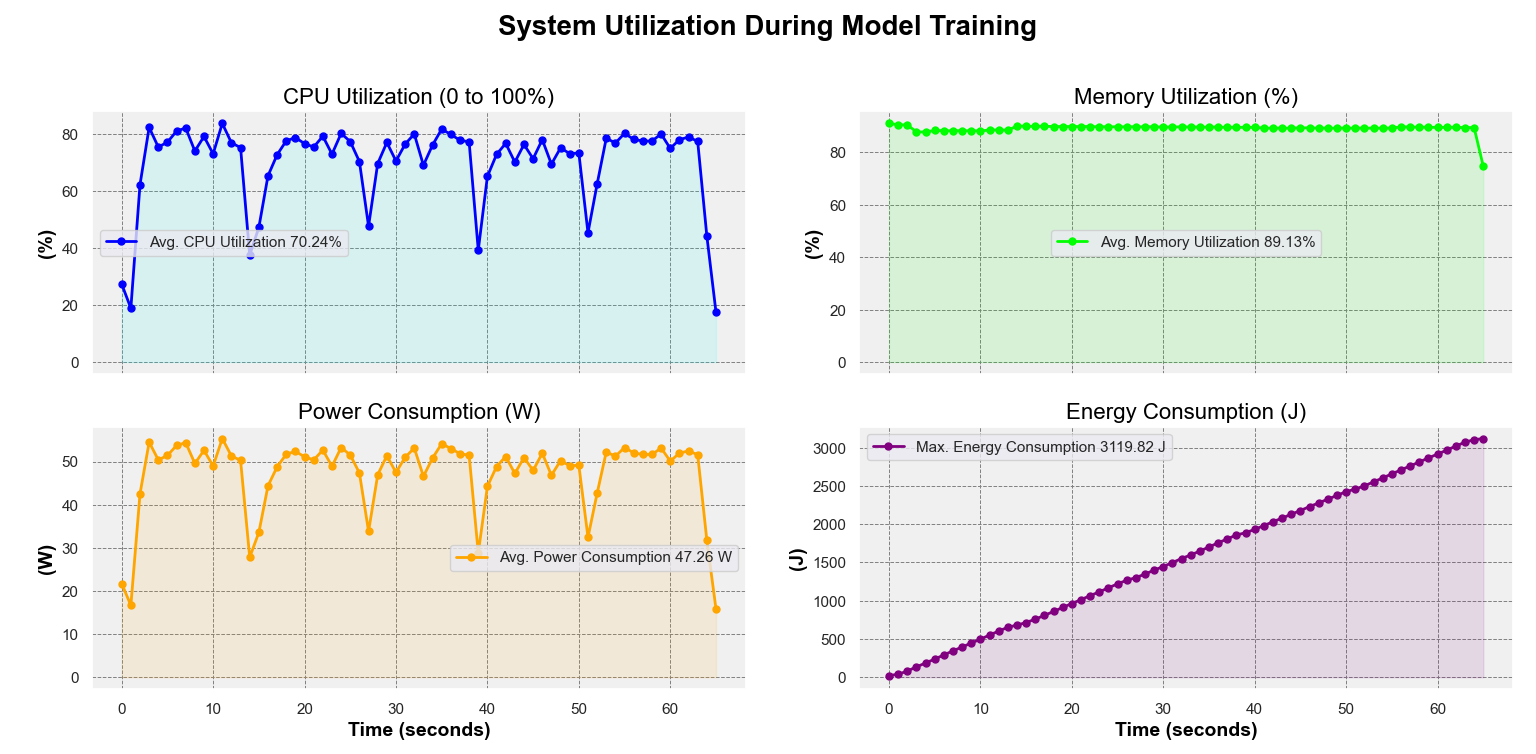 System Utilization During Model Training
CPU Utilization (0 to 100%)
80
60
40
20
0
(%)
Avg. CPU Utilization 70.24%
Memory Utilization (%)
80
60
40
20
0
(%)
Avg. Memory Utilization 89.13%
Power Consumption (W)
50
40
30
20
10
0
(W)
Avg. Power Consumption 47.26 W
0 10 20 30 40 50 60
Time (seconds)
Energy Consumption (J)
3000
2500
2000
1500
1000
500
0
(J)
Max. Energy Consumption 3119.82 J
0 10 20 30 40 50 60
Time (seconds)